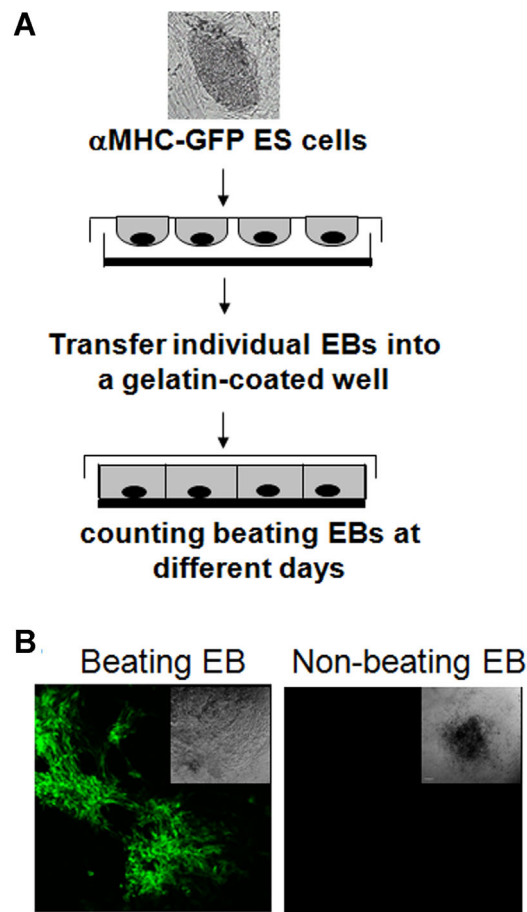 A
αMHC-GFP ES cells
Transfer individual EBs into
a gelatin-coated well
counting beating EBs at
different days
B
Beating EB
Non-beating EB